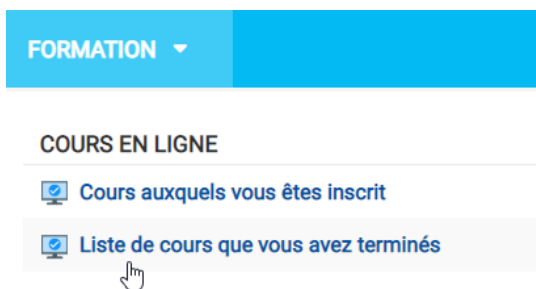 FORMATION
COURS EN LIGNE
Cours auxquels vous êtes inscrit
Liste de cours que vous avez terminés